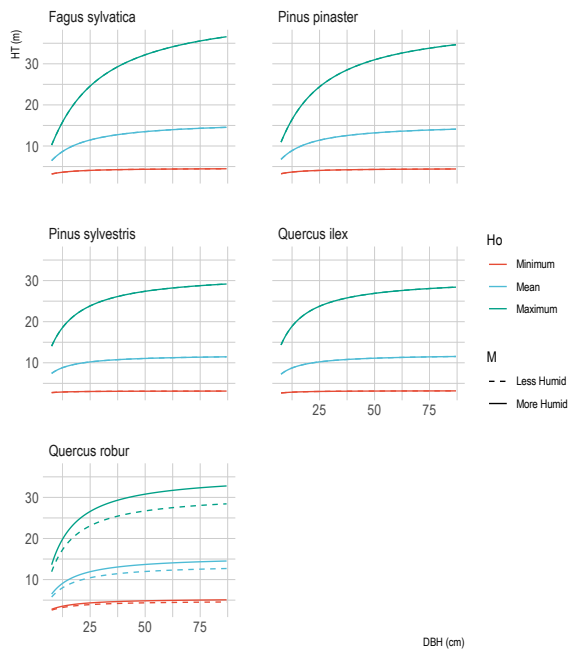 Fagus sylvatica
Pinus pinaster
HT (m)
30
20
10
Pinus sylvestris
Quercus ilex
30
20
10
25 50 75
Ho
Minimum
Mean
Maximum
M
Less Humid
More Humid
Quercus robur
30
20
10
25 50 75
DBH (cm)